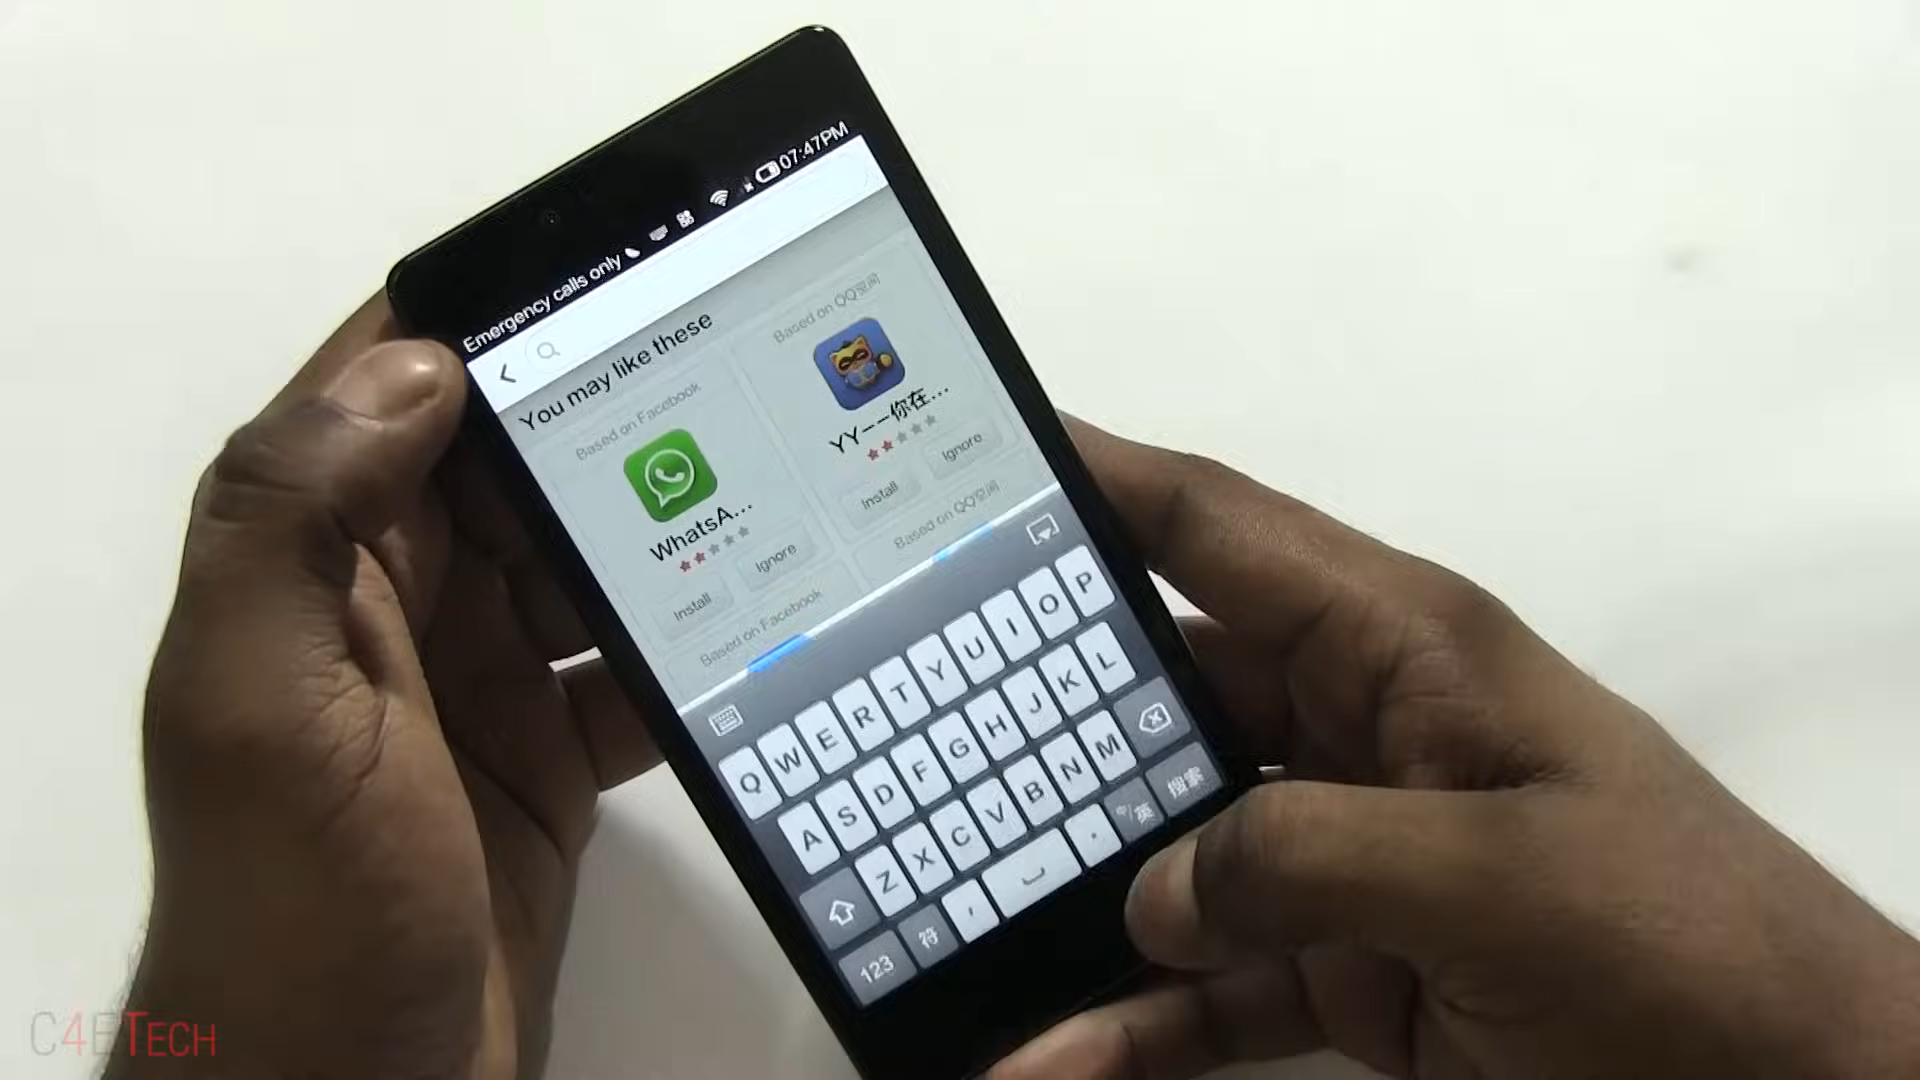 Emergency calls only
07:47PM
You may like these
Based on Facebook
WhatsA...
Install
Ignore
Based on QQ空间
YY--你在...
Install
Ignore
Based on Facebook
Based on QQ空间
Q W E R T Y U I O P
A S D F G H J K L
Z X C V B N M
123
符
,
.
中/英
搜索
C4ETECH